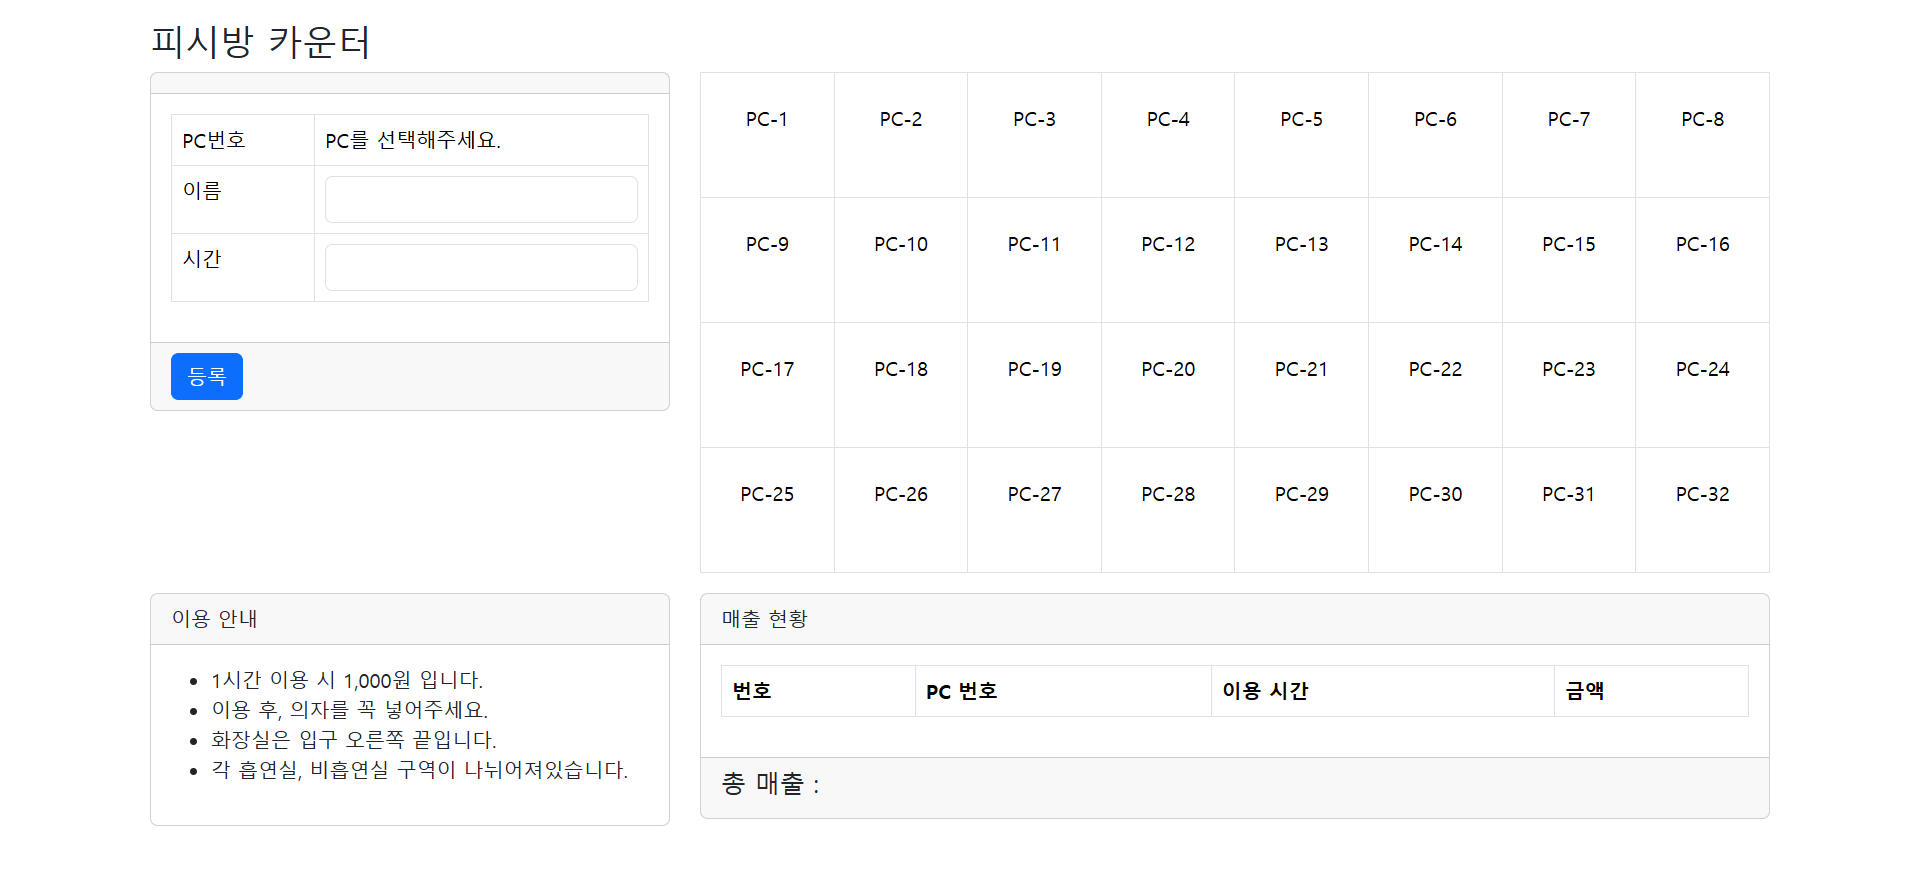 피시방 카운터
PC번호 PC를 선택해주세요.
이름
시간
등록
PC-1 PC-2 PC-3 PC-4 PC-5 PC-6 PC-7 PC-8
PC-9 PC-10 PC-11 PC-12 PC-13 PC-14 PC-15 PC-16
PC-17 PC-18 PC-19 PC-20 PC-21 PC-22 PC-23 PC-24
PC-25 PC-26 PC-27 PC-28 PC-29 PC-30 PC-31 PC-32
이용 안내
1시간 이용 시 1,000원 입니다.
이용 후, 의자를 꼭 넣어주세요.
화장실은 입구 오른쪽 끝입니다.
각 흡연실, 비흡연실 구역이 나뉘어져있습니다.
매출 현황
번호 PC 번호 이용 시간 금액
총 매출 :